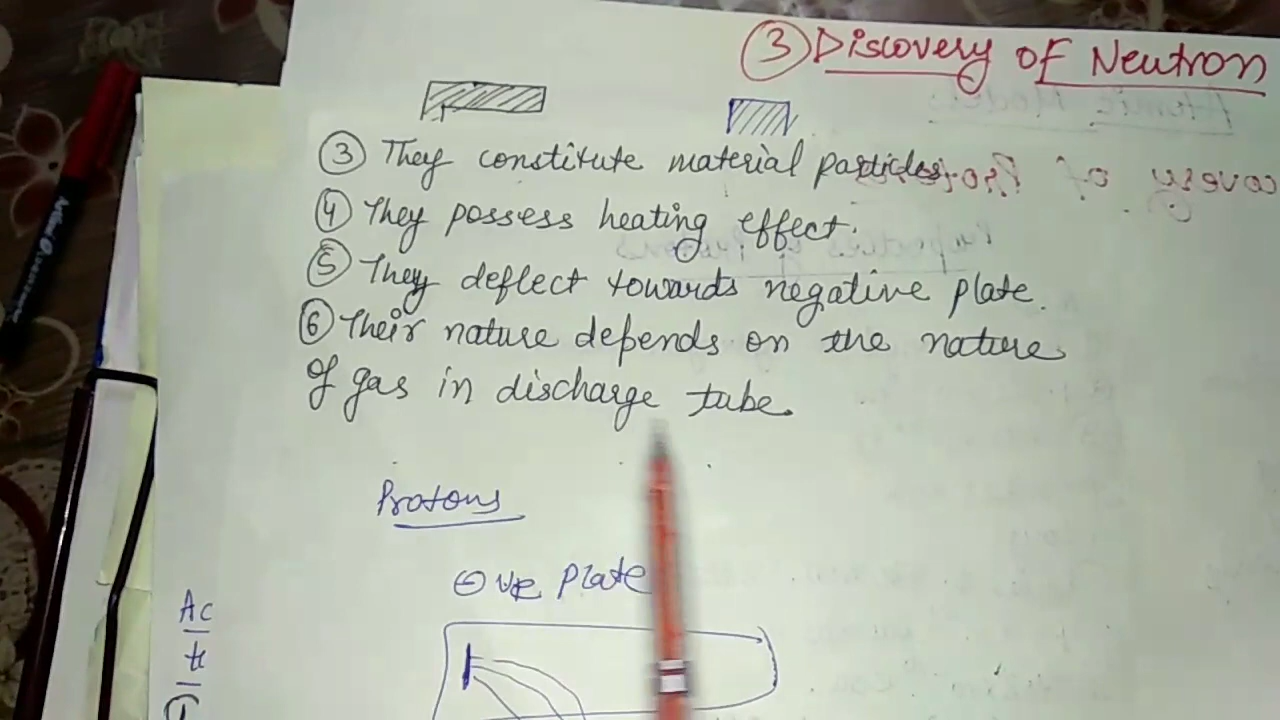 ③ Discovery of Neutron
③ They constitute material particles.
④ They possess heating effect.
⑤ They deflect towards negative plate.
⑥ Their nature depends on the nature
of gas in discharge tube.
Protons
⊖ve Plate
Ac